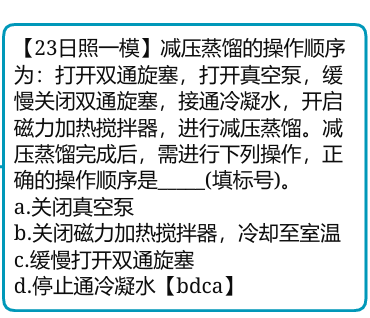 【23日照一模】减压蒸馏的操作顺序
为：打开双通旋塞，打开真空泵，缓
慢关闭双通旋塞，接通冷凝水，开启
磁力加热搅拌器，进行减压蒸馏。减
压蒸馏完成后，需进行下列操作，正
确的操作顺序是_____(填标号)。
a.关闭真空泵
b.关闭磁力加热搅拌器，冷却至室温
c.缓慢打开双通旋塞
d.停止通冷凝水【bdca】